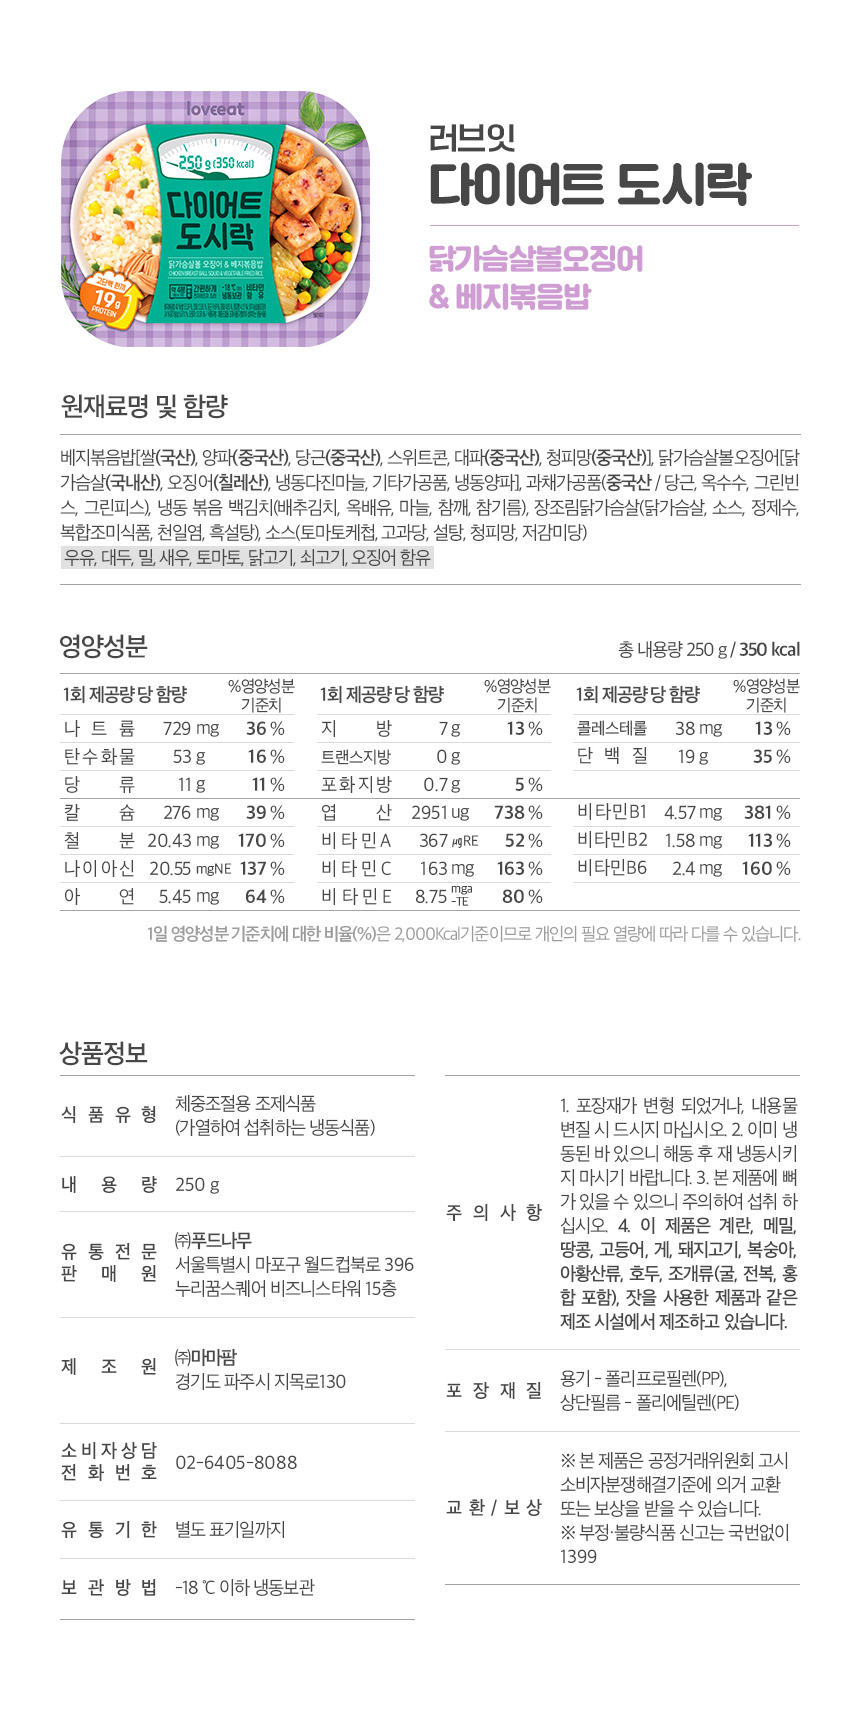 loveeat
250 g (350 kcal)
다이어트
도시락
닭가슴살볼 오징어 & 베지볶음밥
CHICKEN BREAST BALL SQUID & VEGETABLE FRIED RICE
간편하게
-18 ℃ 이하
냉동보관
비타민
함유
고단백 한끼
19g
PROTEIN
러브잇
다이어트 도시락
닭가슴살볼오징어
& 베지볶음밥
원재료명 및 함량
베지볶음밥[쌀(국산), 양파(중국산), 당근(중국산), 스위트콘, 대파(중국산), 청피망(중국산)], 닭가슴살볼오징어[닭
가슴살(국내산), 오징어(칠레산), 냉동다진마늘, 기타가공품, 냉동양파], 과채가공품(중국산 / 당근, 옥수수, 그린빈
스, 그린피스), 냉동 볶음 백김치(배추김치, 옥배유, 마늘, 참깨, 참기름), 장조림닭가슴살(닭가슴살, 소스, 정제수,
복합조미식품, 천일염, 흑설탕), 소스(토마토케첩, 고과당, 설탕, 청피망, 저감미당)
우유, 대두, 밀, 새우, 토마토, 닭고기, 쇠고기, 오징어 함유
영양성분
총 내용량 250 g / 350 kcal
1회 제공량 당 함량 %영양성분 기준치 1회 제공량 당 함량 %영양성분 기준치 1회 제공량 당 함량 %영양성분 기준치
나트륨 729 mg 36 % 지방 7 g 13 % 콜레스테롤 38 mg 13 %
탄수화물 53 g 16 % 트랜스지방 0 g 단백질 19 g 35 %
당류 11 g 11 % 포화지방 0.7 g 5 %
칼슘 276 mg 39 % 엽산 2951 ug 738 % 비타민B1 4.57 mg 381 %
철분 20.43 mg 170 % 비타민A 367 ㎍RE 52 % 비타민B2 1.58 mg 113 %
나이아신 20.55 mgNE 137 % 비타민C 163 mg 163 % 비타민B6 2.4 mg 160 %
아연 5.45 mg 64 % 비타민E 8.75 mga-TE 80 %
1일 영양성분 기준치에 대한 비율(%)은 2,000Kcal기준이므로 개인의 필요 열량에 따라 다를 수 있습니다.
상품정보
식품유형 체중조절용 조제식품
(가열하여 섭취하는 냉동식품)
내용량 250 g
유통전문
판매원
㈜푸드나무
서울특별시 마포구 월드컵북로 396
누리꿈스퀘어 비즈니스타워 15층
제조원 ㈜마마팜
경기도 파주시 지목로130
소비자상담
전화번호
02-6405-8088
유통기한 별도 표기일까지
보관방법 -18 ℃ 이하 냉동보관
주의사항
1. 포장재가 변형 되었거나, 내용물
변질 시 드시지 마십시오. 2. 이미 냉
동된 바 있으니 해동 후 재 냉동시키
지 마시기 바랍니다. 3. 본 제품에 뼈
가 있을 수 있으니 주의하여 섭취 하
십시오. 4. 이 제품은 계란, 메밀,
땅콩, 고등어, 게, 돼지고기, 복숭아,
아황산류, 호두, 조개류(굴, 전복, 홍
합 포함), 잣을 사용한 제품과 같은
제조 시설에서 제조하고 있습니다.
포장재질 용기 - 폴리프로필렌(PP),
상단필름 - 폴리에틸렌(PE)
교환/보상
※ 본 제품은 공정거래위원회 고시
소비자분쟁해결기준에 의거 교환
또는 보상을 받을 수 있습니다.
※ 부정·불량식품 신고는 국번없이
1399